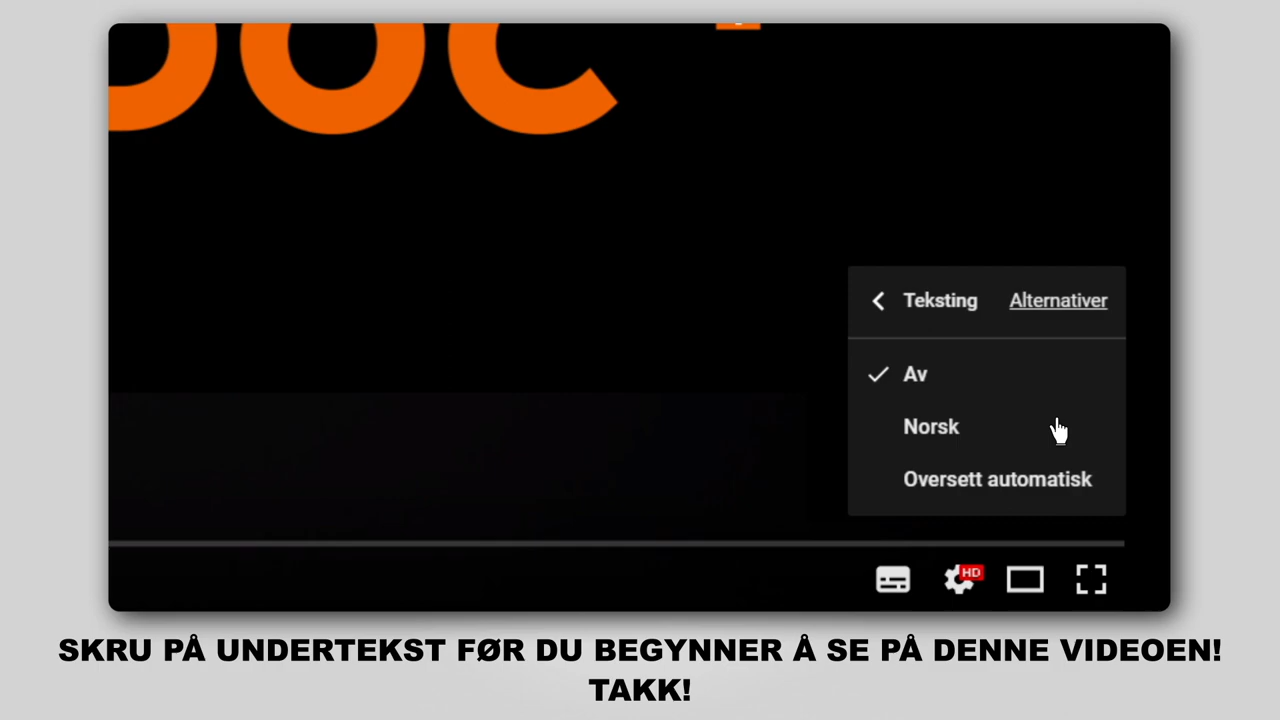 Teksting Alternativer
Av
Norsk
Oversett automatisk
HD
SKRU PÅ UNDERTEKST FØR DU BEGYNNER Å SE PÅ DENNE VIDEOEN!
TAKK!